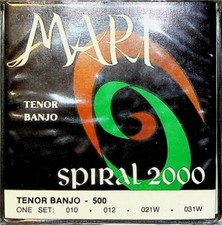 MARI
TENOR
BANJO
SPIRAL 2000
TENOR BANJO - 500
ONE SET: 010 • 012 • 021W • 031W